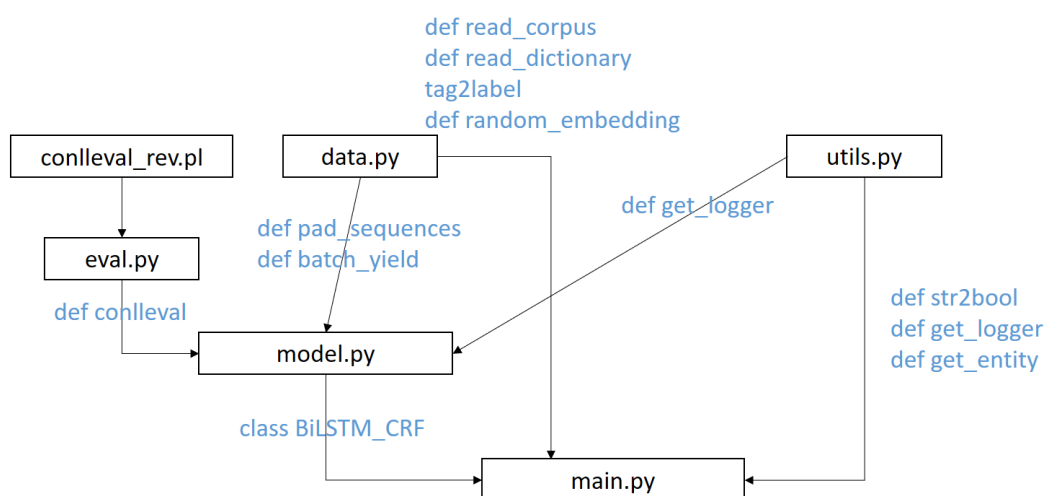 def read_corpus
def read_dictionary
tag2label
def random_embedding
conlleval_rev.pl
data.py
utils.py
def get_logger
def pad_sequences
def batch_yield
eval.py
def conlleval
def str2bool
def get_logger
def get_entity
model.py
class BiLSTM_CRF
main.py